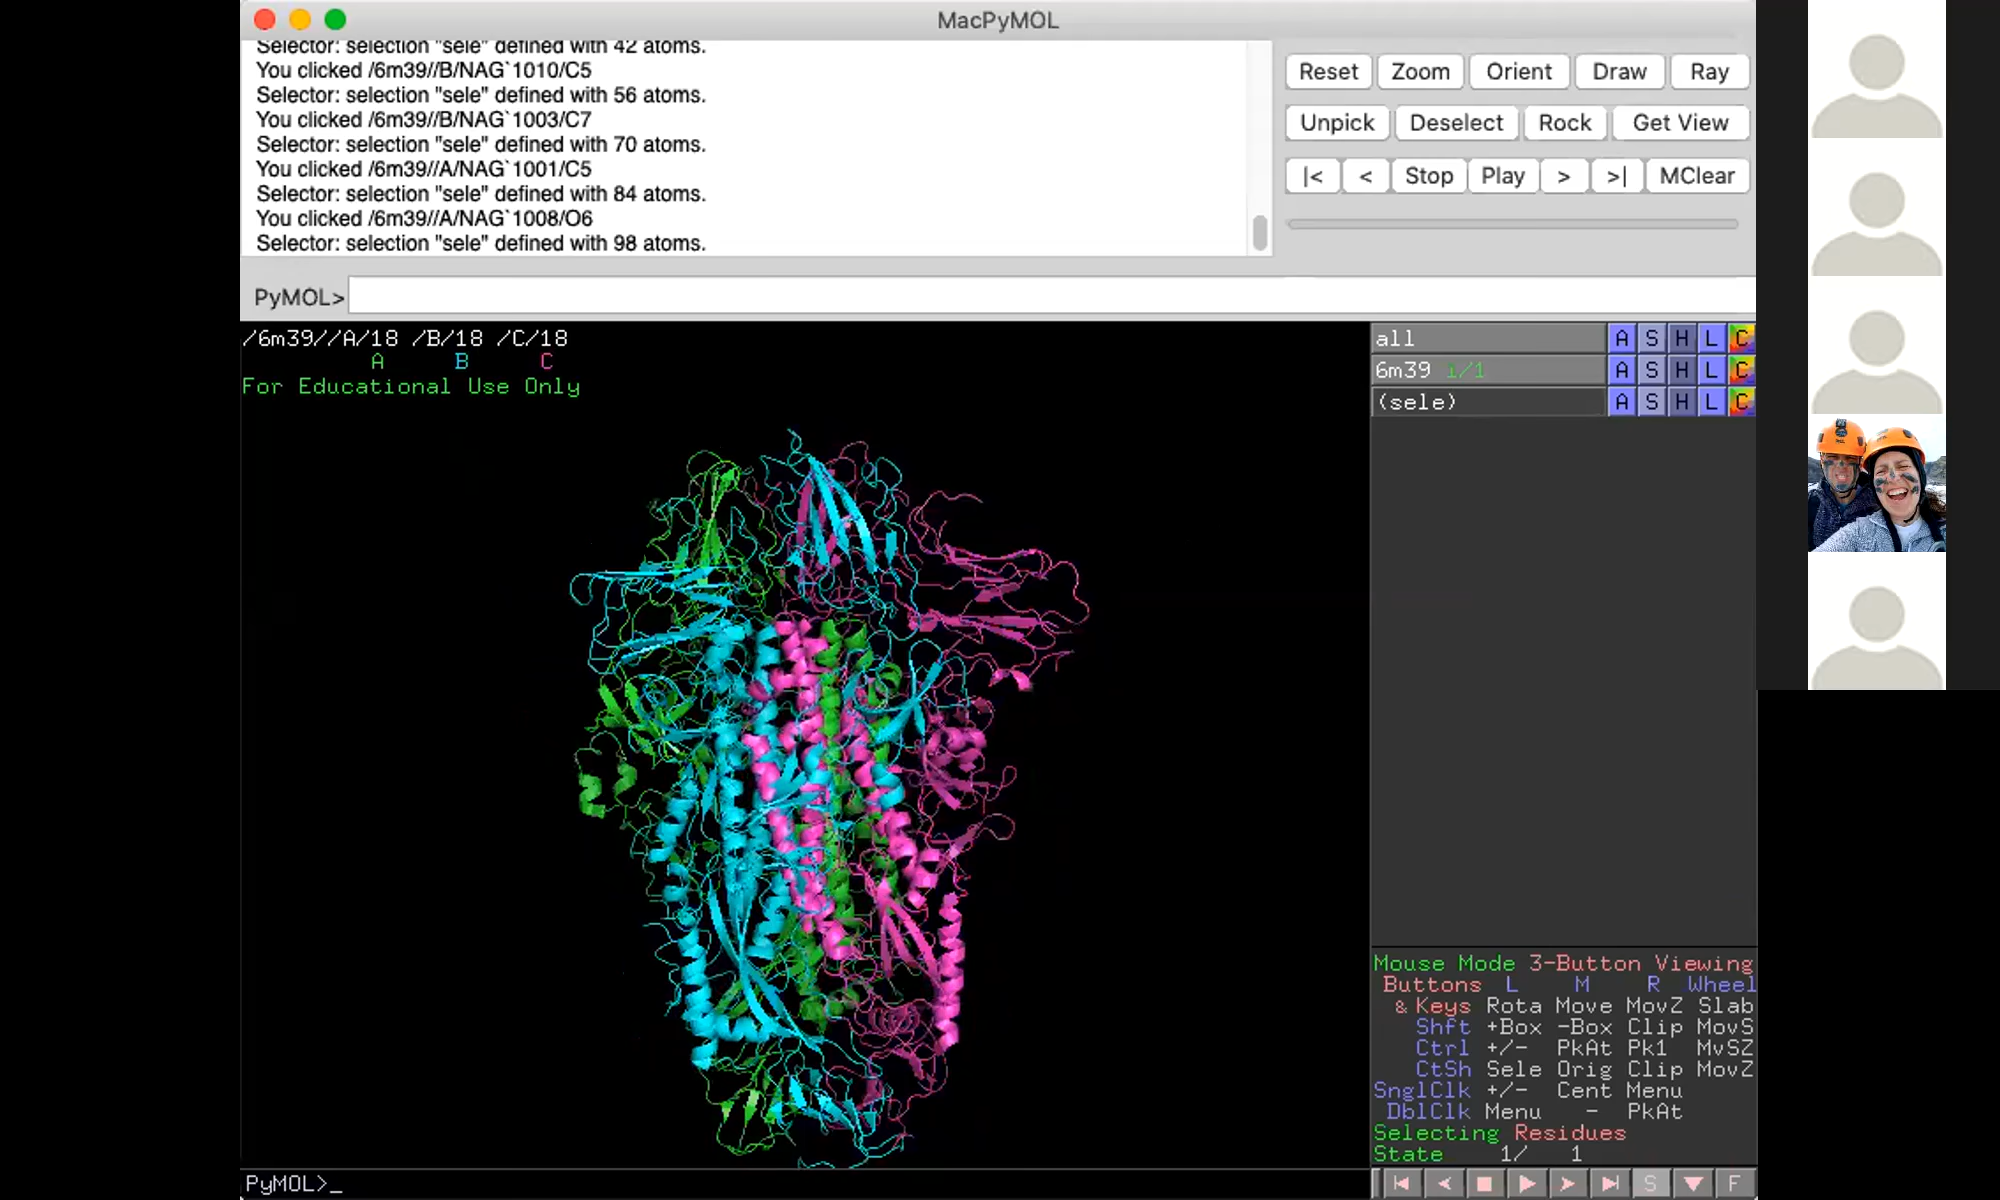 MacPyMOL
Selector: selection "sele" defined with 42 atoms.
You clicked /6m39//B/NAG`1010/C5
Selector: selection "sele" defined with 56 atoms.
You clicked /6m39//B/NAG`1003/C7
Selector: selection "sele" defined with 70 atoms.
You clicked /6m39//A/NAG`1001/C5
Selector: selection "sele" defined with 84 atoms.
You clicked /6m39//A/NAG`1008/O6
Selector: selection "sele" defined with 98 atoms.
Reset Zoom Orient Draw Ray
Unpick Deselect Rock Get View
|< < Stop Play > >| MClear
PyMOL>
/6m39//A/18 /B/18 /C/18
A B C
For Educational Use Only
all A S H L C
6m39 1/1 A S H L C
(sele) A S H L C
Mouse Mode 3-Button Viewing
Buttons L M R Wheel
& Keys Rota Move MovZ Slab
Shft +Box -Box Clip MovS
Ctrl +/- PkAt Pk1 MvSZ
CtSh Sele Orig Clip MovZ
SnglClk +/- Cent Menu
DblClk Menu - PkAt
Selecting Residues
State 1/ 1
PyMOL>_
S F